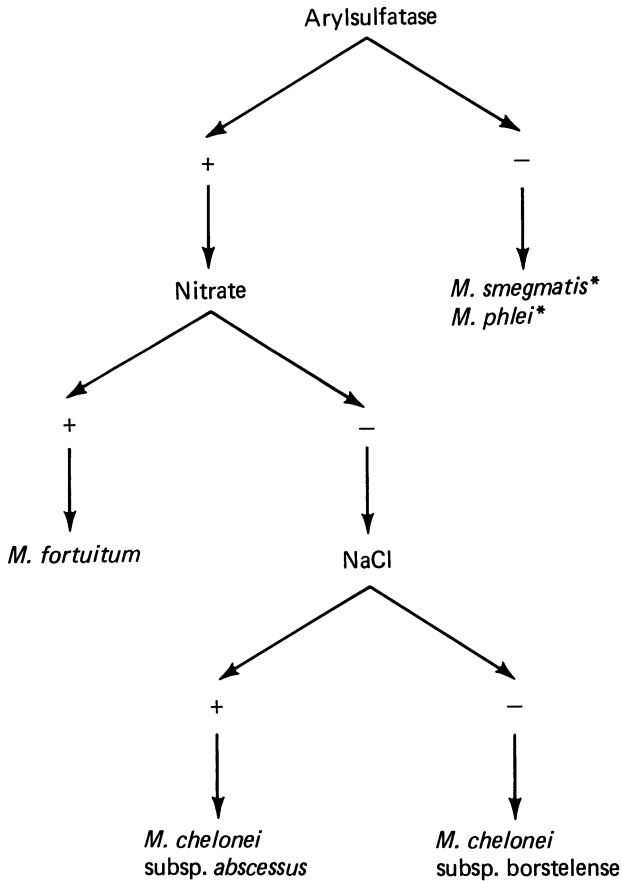 Arylsulfatase
+
−
Nitrate
M. smegmatis*
M. phlei*
+
−
M. fortuitum
NaCl
+
−
M. chelonei
subsp. abscessus
M. chelonei
subsp. borstelense